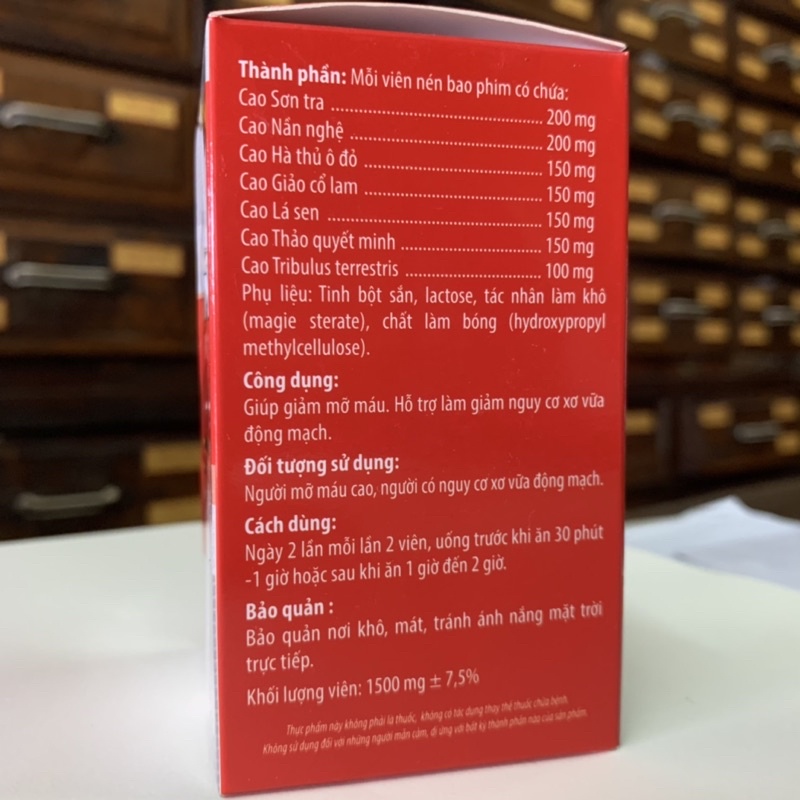 Thành phần: Mỗi viên nén bao phim có chứa:
Cao Sơn tra ........................................ 200 mg
Cao Nần nghệ .................................... 200 mg
Cao Hà thủ ô đỏ ................................. 150 mg
Cao Giảo cổ lam ................................. 150 mg
Cao Lá sen ......................................... 150 mg
Cao Thảo quyết minh .......................... 150 mg
Cao Tribulus terrestris ......................... 100 mg
Phụ liệu: Tinh bột sắn, lactose, tác nhân làm khô
(magie sterate), chất làm bóng (hydroxypropyl
methylcellulose).
Công dụng:
Giúp giảm mỡ máu. Hỗ trợ làm giảm nguy cơ xơ vữa
động mạch.
Đối tượng sử dụng:
Người mỡ máu cao, người có nguy cơ xơ vữa động mạch.
Cách dùng:
Ngày 2 lần mỗi lần 2 viên, uống trước khi ăn 30 phút
-1 giờ hoặc sau khi ăn 1 giờ đến 2 giờ.
Bảo quản :
Bảo quản nơi khô, mát, tránh ánh nắng mặt trời
trực tiếp.
Khối lượng viên: 1500 mg ± 7,5%
Thực phẩm này không phải là thuốc, không có tác dụng thay thế thuốc chữa bệnh.
Không sử dụng đối với những người mẫn cảm, dị ứng với bất kỳ thành phần nào của sản phẩm.